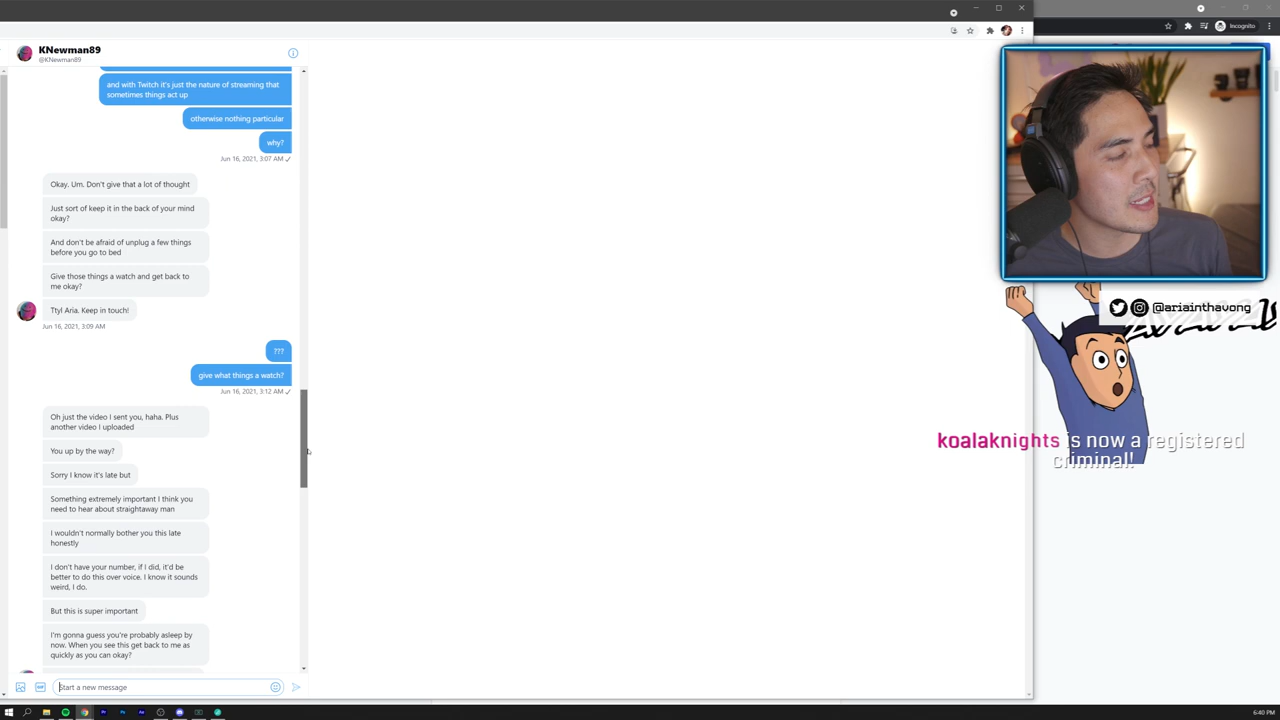 Incognito
KNewman89
@KNewman89
and with Twitch it's just the nature of streaming that
sometimes things act up
otherwise nothing particular
why?
Jun 16, 2021, 3:07 AM ✓
Okay. Um. Don't give that a lot of thought
Just sort of keep it in the back of your mind
okay?
And don't be afraid of unplug a few things
before you go to bed
Give those things a watch and get back to
me okay?
Ttyl Aria. Keep in touch!
Jun 16, 2021, 3:09 AM
???
give what things a watch?
Jun 16, 2021, 3:12 AM ✓
Oh just the video I sent you, haha. Plus
another video I uploaded
You up by the way?
Sorry I know it's late but
Something extremely important I think you
need to hear about straightaway man
I wouldn't normally bother you this late
honestly
I don't have your number, if I did, it'd be
better to do this over voice. I know it sounds
weird, I do.
But this is super important
I'm gonna guess you're probably asleep by
now. When you see this get back to me as
quickly as you can okay?
Start a new message
@ariainthavong
koalaknights is now a registered
criminal!
6:40 PM